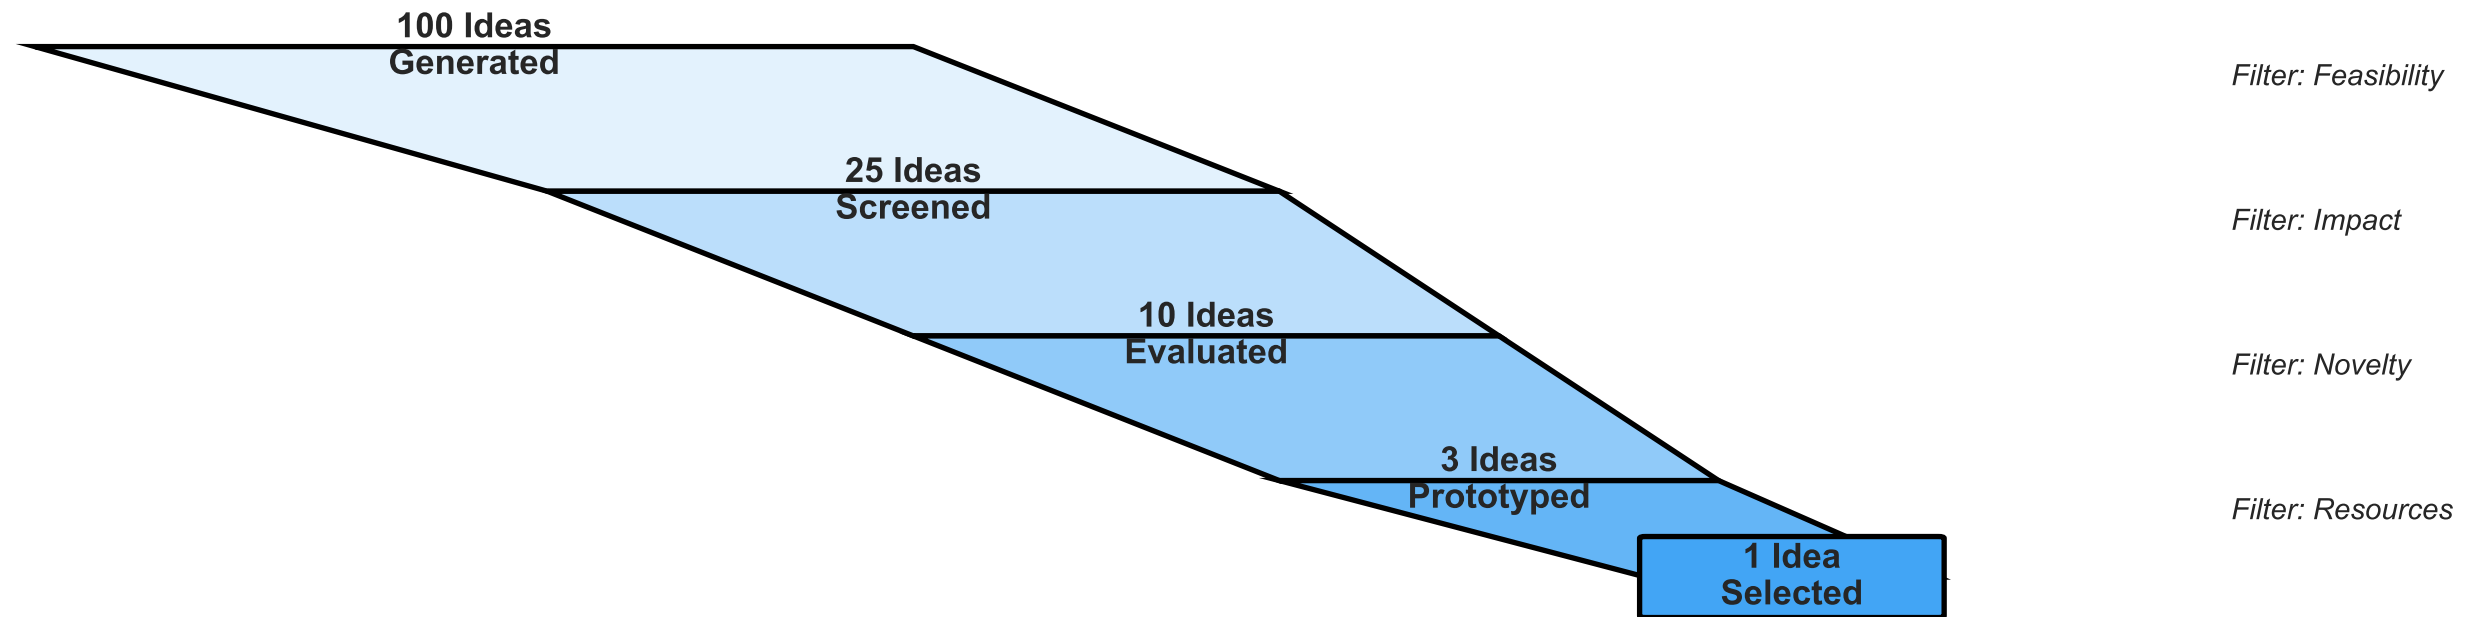 100 Ideas
Generated
Filter: Feasibility
25 Ideas
Screened
Filter: Impact
10 Ideas
Evaluated
Filter: Novelty
3 Ideas
Prototyped
Filter: Resources
1 Idea
Selected